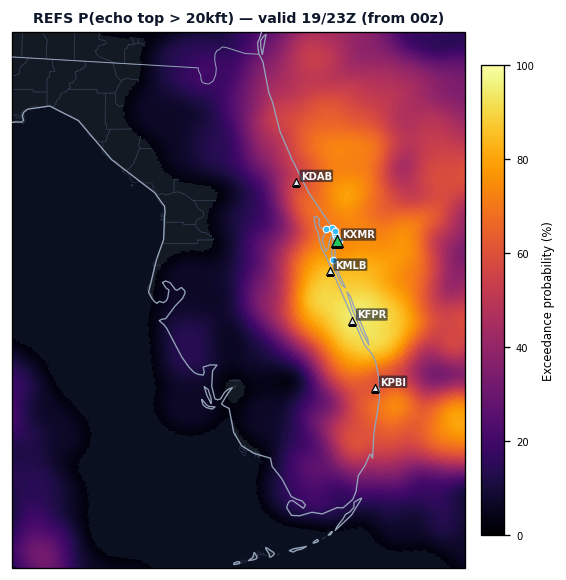 REFS P(echo top > 20kft) — valid 19/23Z (from 00z)
KDAB
KXMR
KMLB
KFPR
KPBI
100
80
60
40
20
0
Exceedance probability (%)